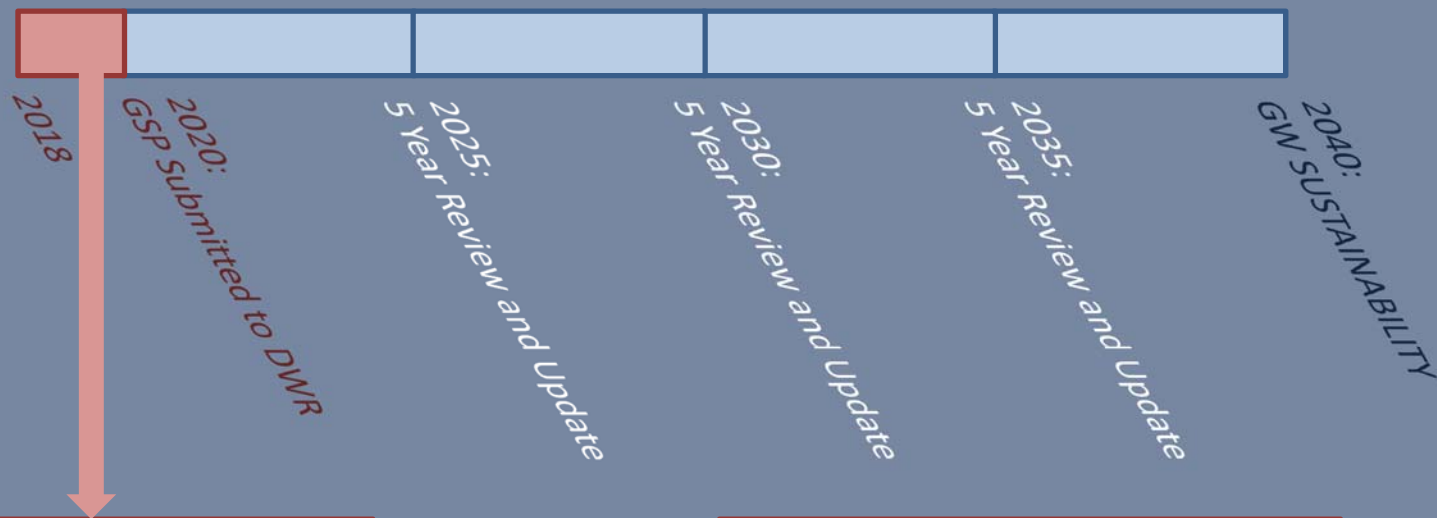 2018
2020:
GSP Submitted to DWR
2025:
5 Year Review and Update
2030:
5 Year Review and Update
2035:
5 Year Review and Update
2040:
GW SUSTAINABILITY